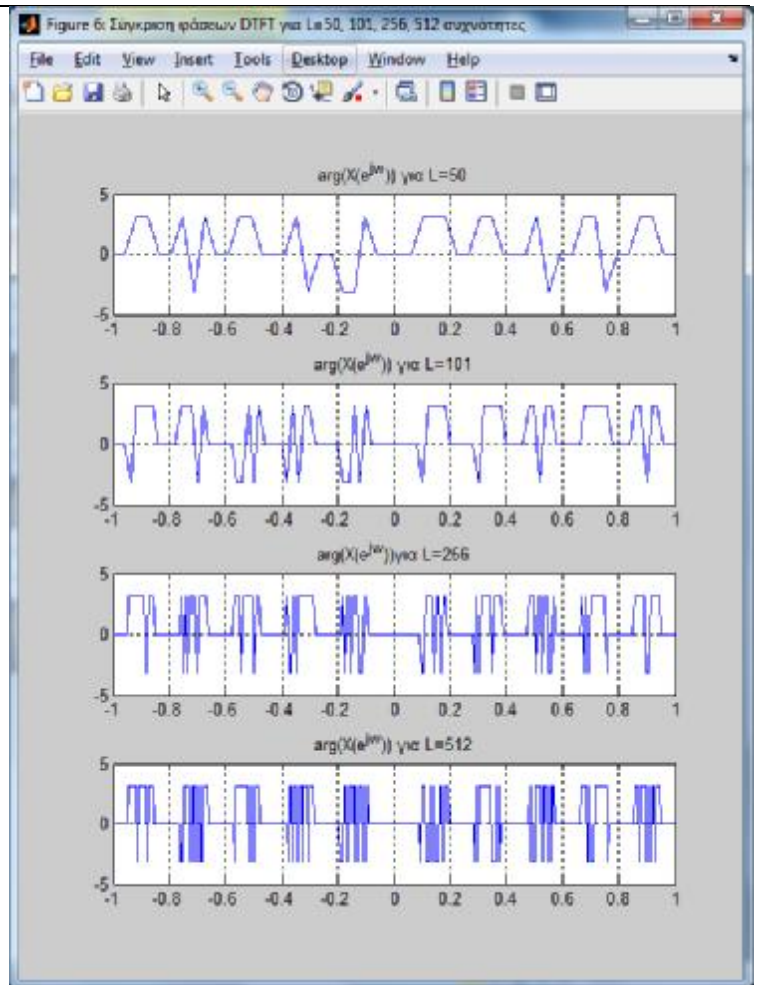 Figure 6: Σύγκριση φάσεων DTFT για L=50, 101, 256, 512 συχνότητες
File Edit View Insert Tools Desktop Window Help
arg(X(e^jw)) για L=50
5
0
-5
-1 -0.8 -0.6 -0.4 -0.2 0 0.2 0.4 0.6 0.8 1
arg(X(e^jw)) για L=101
5
0
-5
-1 -0.8 -0.6 -0.4 -0.2 0 0.2 0.4 0.6 0.8 1
arg(X(e^jw))για L=256
5
0
-5
-1 -0.8 -0.6 -0.4 -0.2 0 0.2 0.4 0.6 0.8 1
arg(X(e^jw)) για L=512
5
0
-5
-1 -0.8 -0.6 -0.4 -0.2 0 0.2 0.4 0.6 0.8 1